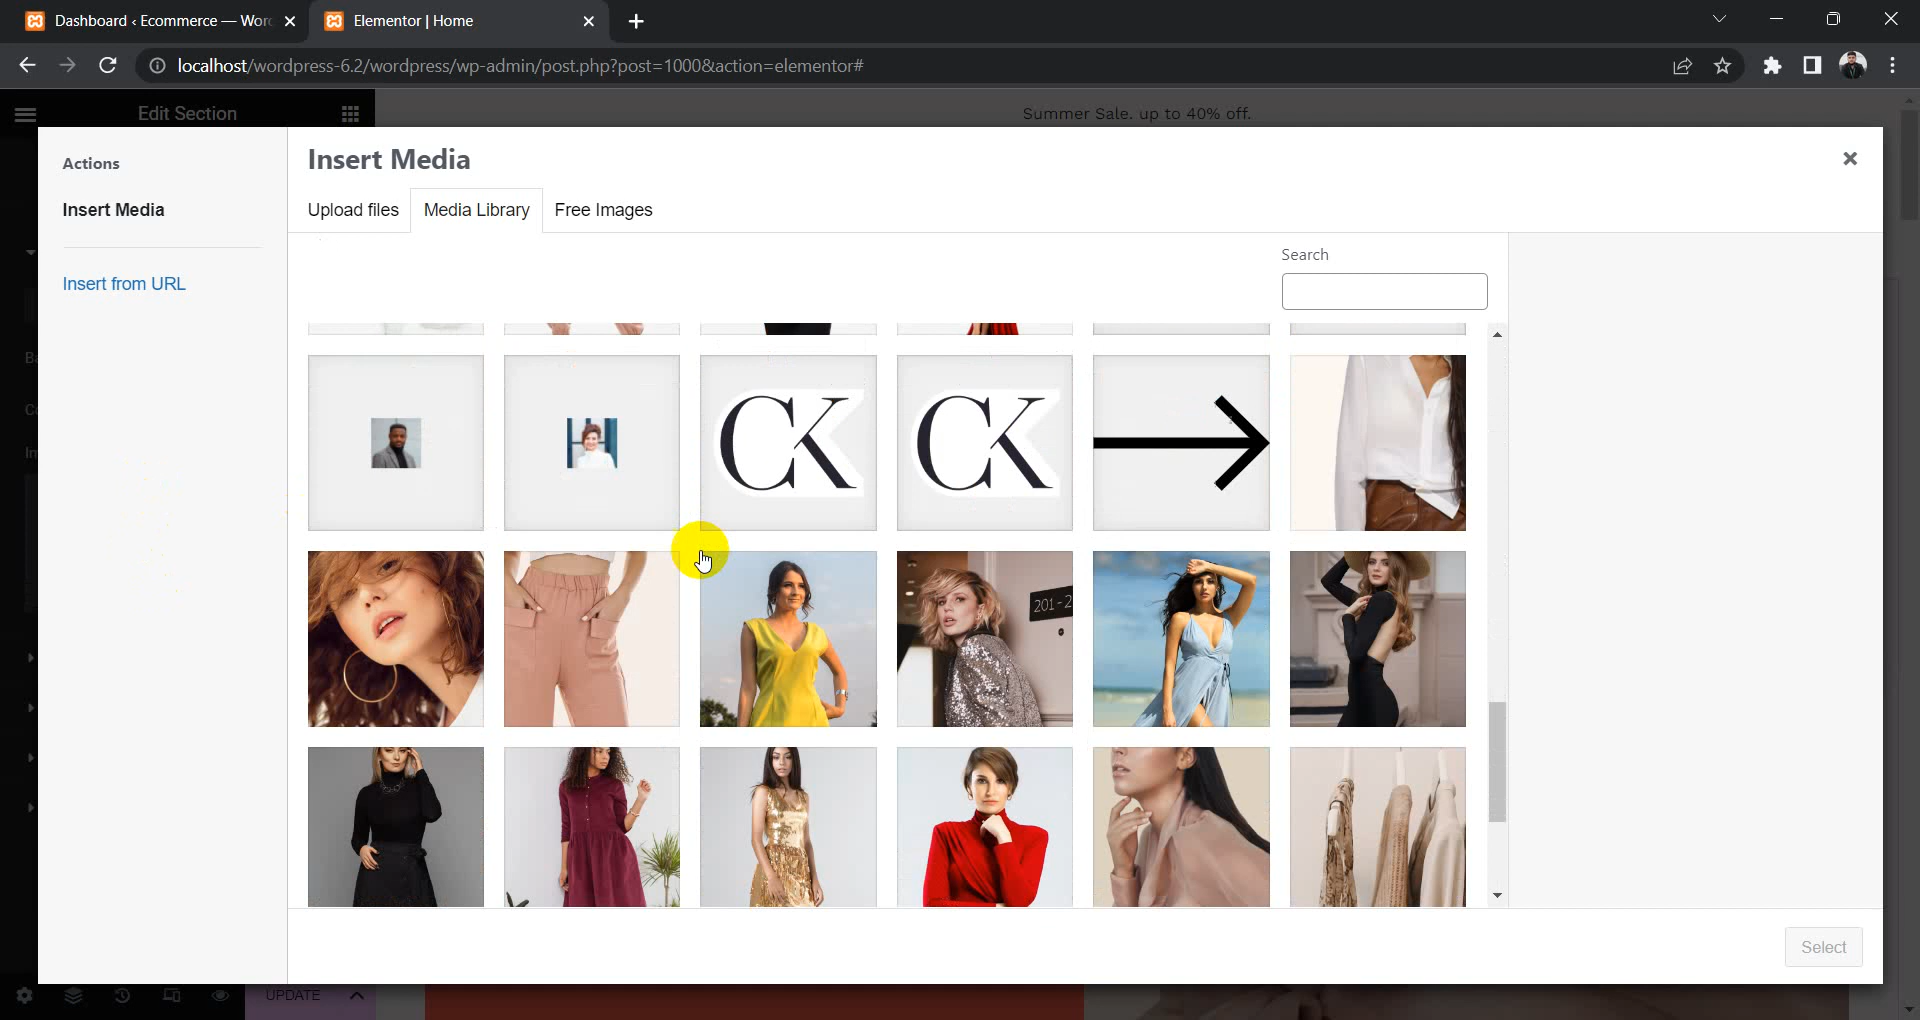 Dashboard ‹ Ecommerce — Wor
Elementor | Home
localhost/wordpress-6.2/wordpress/wp-admin/post.php?post=1000&action=elementor#
Edit Section
Summer Sale. up to 40% off.
Actions
Insert Media
Insert Media
Upload files
Media Library
Free Images
Search
Insert from URL
CK
CK
201-2
Select
UPDATE